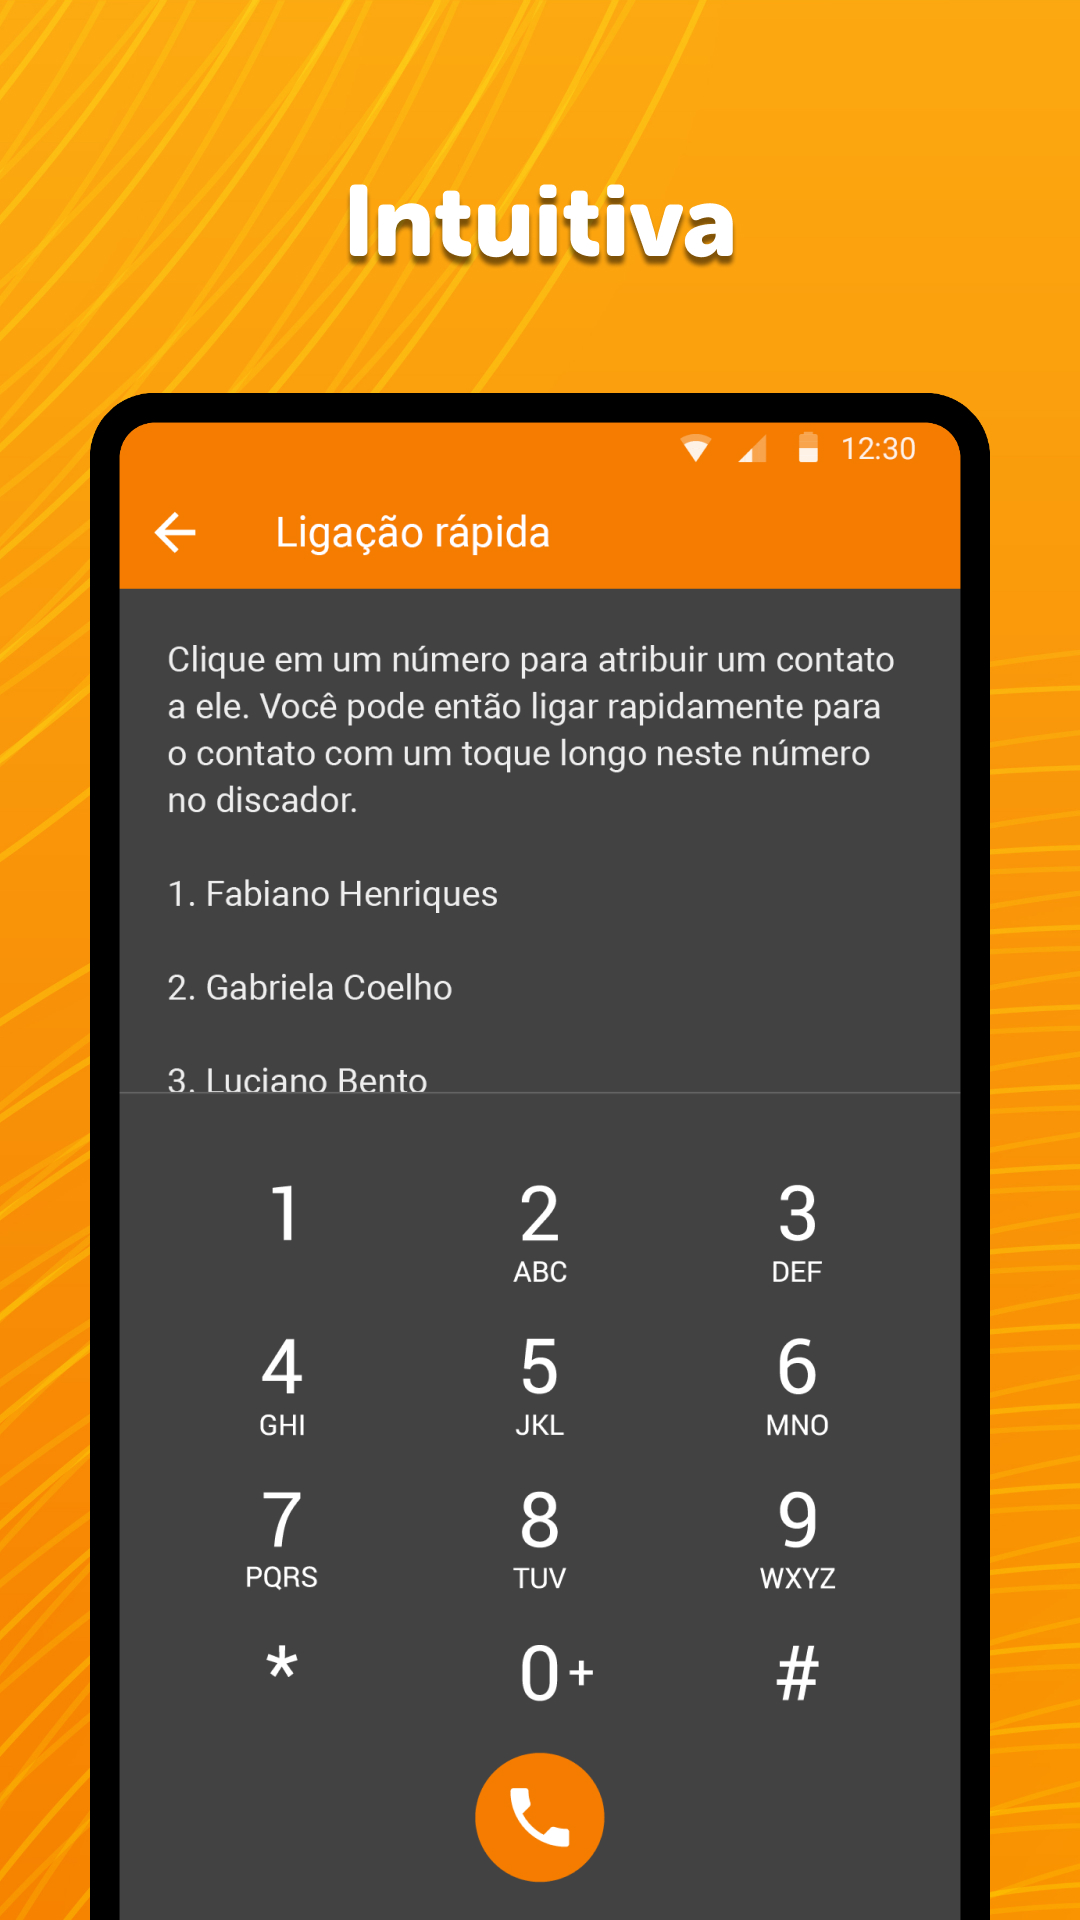 Intuitiva
12:30
Ligação rápida
Clique em um número para atribuir um contato
a ele. Você pode então ligar rapidamente para
o contato com um toque longo neste número
no discador.
1. Fabiano Henriques
2. Gabriela Coelho
3. Luciano Bento
1 2 3
ABC DEF
4 5 6
GHI JKL MNO
7 8 9
PQRS TUV WXYZ
* 0 + #